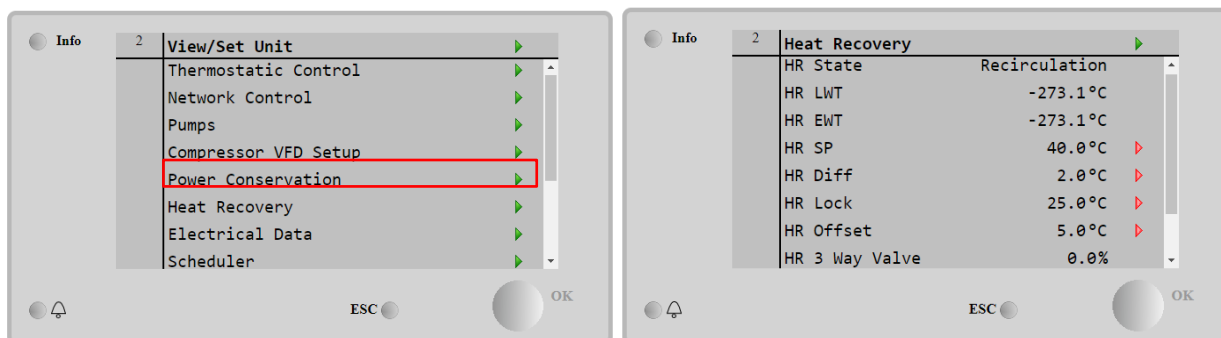 Info
2 View/Set Unit
Thermostatic Control
Network Control
Pumps
Compressor VFD Setup
Power Conservation
Heat Recovery
Electrical Data
Scheduler
ESC
OK
Info
2 Heat Recovery
HR State Recirculation
HR LWT -273.1°C
HR EWT -273.1°C
HR SP 40.0°C
HR Diff 2.0°C
HR Lock 25.0°C
HR Offset 5.0°C
HR 3 Way Valve 0.0%
ESC
OK